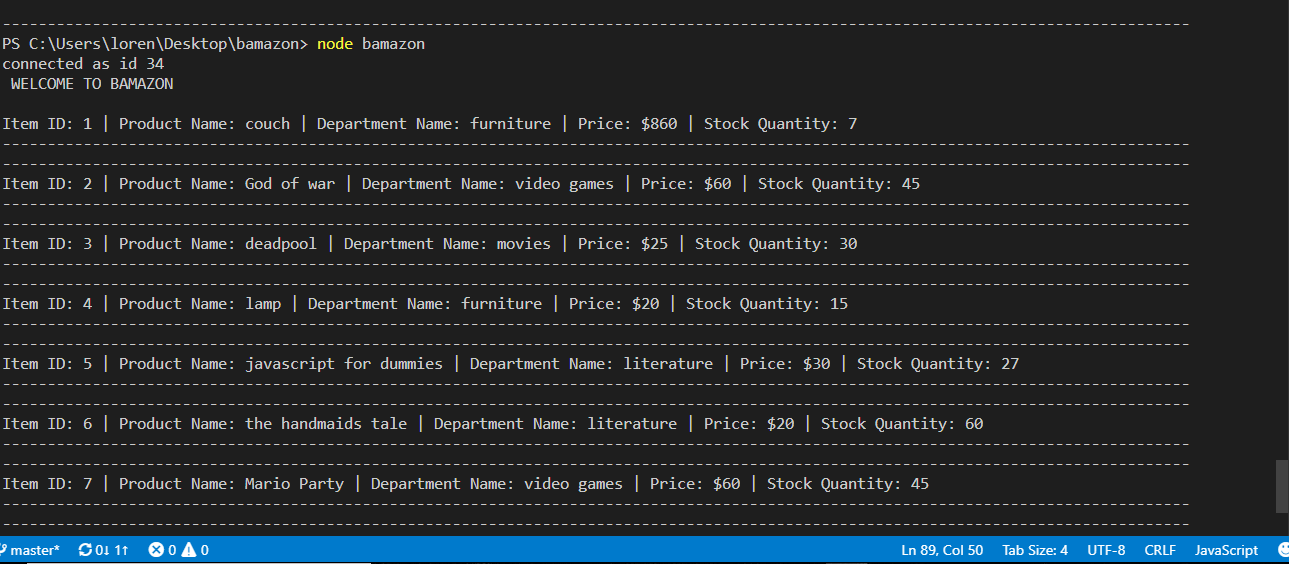 ------------------------------------------------------------------------------------------------------------------------------------
PS C:\Users\loren\Desktop\bamazon> node bamazon
connected as id 34
 WELCOME TO BAMAZON
Item ID: 1 | Product Name: couch | Department Name: furniture | Price: $860 | Stock Quantity: 7
------------------------------------------------------------------------------------------------------------------------------------
------------------------------------------------------------------------------------------------------------------------------------
Item ID: 2 | Product Name: God of war | Department Name: video games | Price: $60 | Stock Quantity: 45
------------------------------------------------------------------------------------------------------------------------------------
------------------------------------------------------------------------------------------------------------------------------------
Item ID: 3 | Product Name: deadpool | Department Name: movies | Price: $25 | Stock Quantity: 30
------------------------------------------------------------------------------------------------------------------------------------
------------------------------------------------------------------------------------------------------------------------------------
Item ID: 4 | Product Name: lamp | Department Name: furniture | Price: $20 | Stock Quantity: 15
------------------------------------------------------------------------------------------------------------------------------------
------------------------------------------------------------------------------------------------------------------------------------
Item ID: 5 | Product Name: javascript for dummies | Department Name: literature | Price: $30 | Stock Quantity: 27
------------------------------------------------------------------------------------------------------------------------------------
------------------------------------------------------------------------------------------------------------------------------------
Item ID: 6 | Product Name: the handmaids tale | Department Name: literature | Price: $20 | Stock Quantity: 60
------------------------------------------------------------------------------------------------------------------------------------
------------------------------------------------------------------------------------------------------------------------------------
Item ID: 7 | Product Name: Mario Party | Department Name: video games | Price: $60 | Stock Quantity: 45
------------------------------------------------------------------------------------------------------------------------------------
------------------------------------------------------------------------------------------------------------------------------------
master* 0↓ 1↑ 0 0 Ln 89, Col 50 Tab Size: 4 UTF-8 CRLF JavaScript